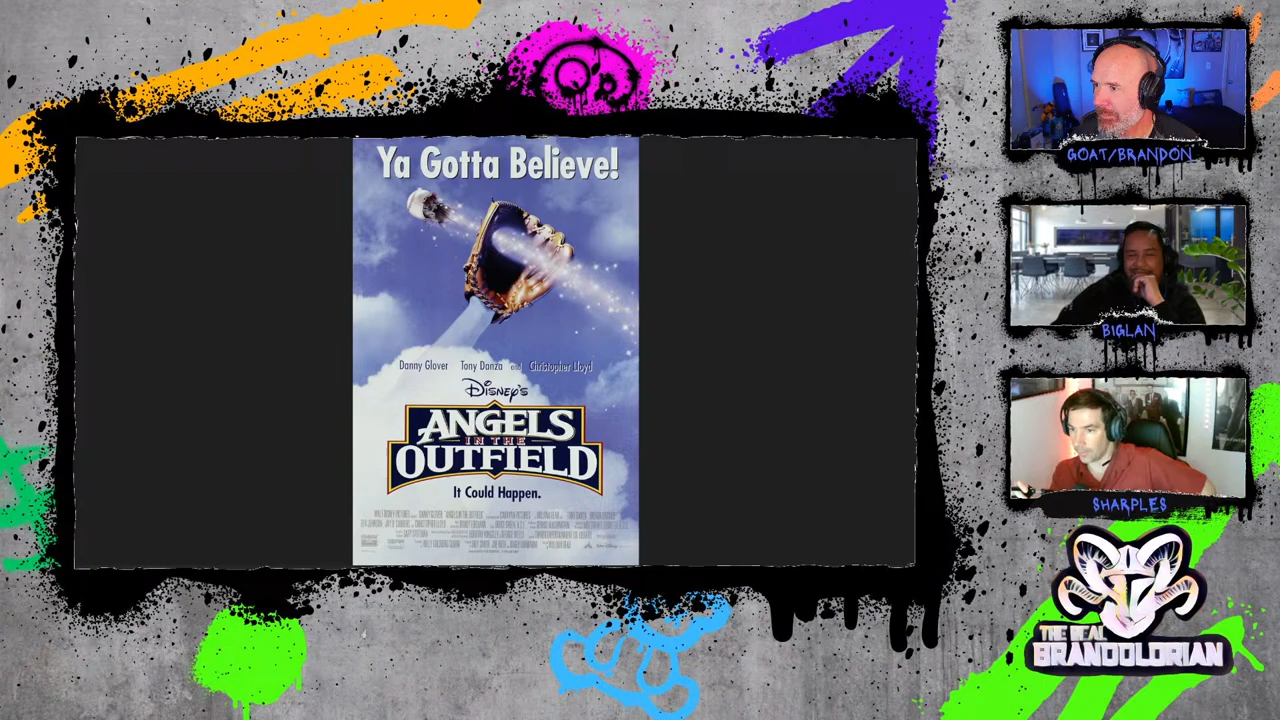 Ya Gotta Believe!
Danny Glover Tony Danza and Christopher Lloyd
DISNEY'S
ANGELS
IN THE
OUTFIELD
It Could Happen.
GOAT/BRANDON
BIGLAN
SHARPLES
THE REAL
BRANDOLORIAN